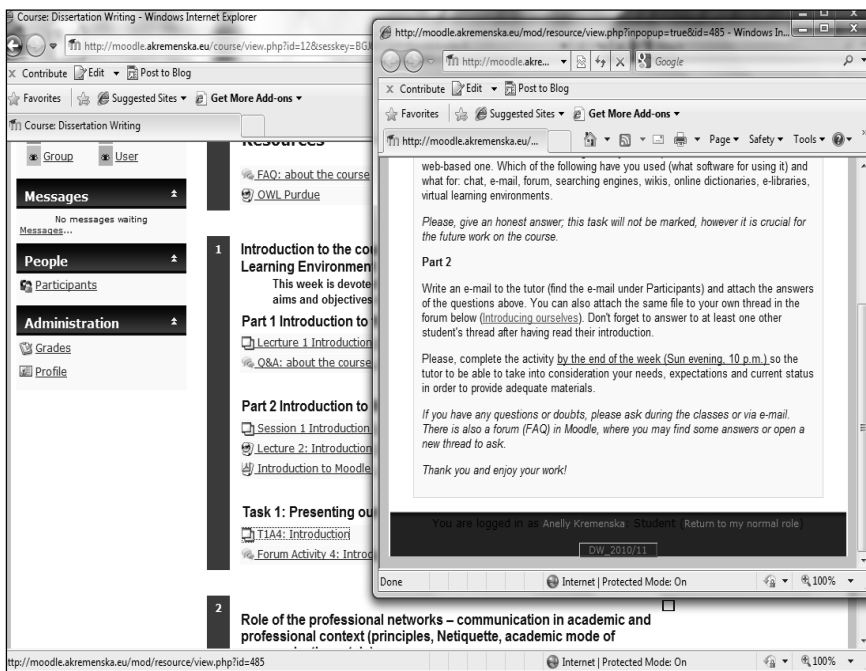 Course: Dissertation Writing - Windows Internet Explorer
http://moodle.akremenska.eu/course/view.php?id=12&sesskey=BGJ
Contribute Edit Post to Blog
Favorites Suggested Sites Get More Add-ons
Course: Dissertation Writing
Group User
Messages
No messages waiting
Messages...
People
Participants
Administration
Grades
Profile
Resources
FAQ: about the course
OWL Purdue
1
Introduction to the cou
Learning Environmen
This week is devote
aims and objectives
Part 1 Introduction to
Lecrture 1 Introduction
Q&A: about the course
Part 2 Introduction to
Session 1 Introduction
Lecture 2: Introduction
Introduction to Moodle
Task 1: Presenting ou
T1A4: Introduction
Forum Activity 4: Introd
2
Role of the professional networks – communication in academic and
professional context (principles, Netiquette, academic mode of
ttp://moodle.akremenska.eu/mod/resource/view.php?id=485
Internet | Protected Mode: On
100%
http://moodle.akremenska.eu/mod/resource/view.php?inpopup=true&id=485 - Windows In...
http://moodle.akre...
Google
Contribute Edit Post to Blog
Favorites Suggested Sites Get More Add-ons
http://moodle.akremenska.eu/...
Page Safety Tools
web-based one. Which of the following have you used (what software for using it) and
what for: chat, e-mail, forum, searching engines, wikis, online dictionaries, e-libraries,
virtual learning environments.
Please, give an honest answer; this task will not be marked, however it is crucial for
the future work on the course.
Part 2
Write an e-mail to the tutor (find the e-mail under Participants) and attach the answers
of the questions above. You can also attach the same file to your own thread in the
forum below (Introducing ourselves). Don't forget to answer to at least one other
student's thread after having read their introduction.
Please, complete the activity by the end of the week (Sun evening, 10 p.m.) so the
tutor to be able to take into consideration your needs, expectations and current status
in order to provide adequate materials.
If you have any questions or doubts, please ask during the classes or via e-mail.
There is also a forum (FAQ) in Moodle, where you may find some answers or open a
new thread to ask.
Thank you and enjoy your work!
You are logged in as Anelly Kremenska: Student (Return to my normal role)
DW_2010/11
Done
Internet | Protected Mode: On
100%